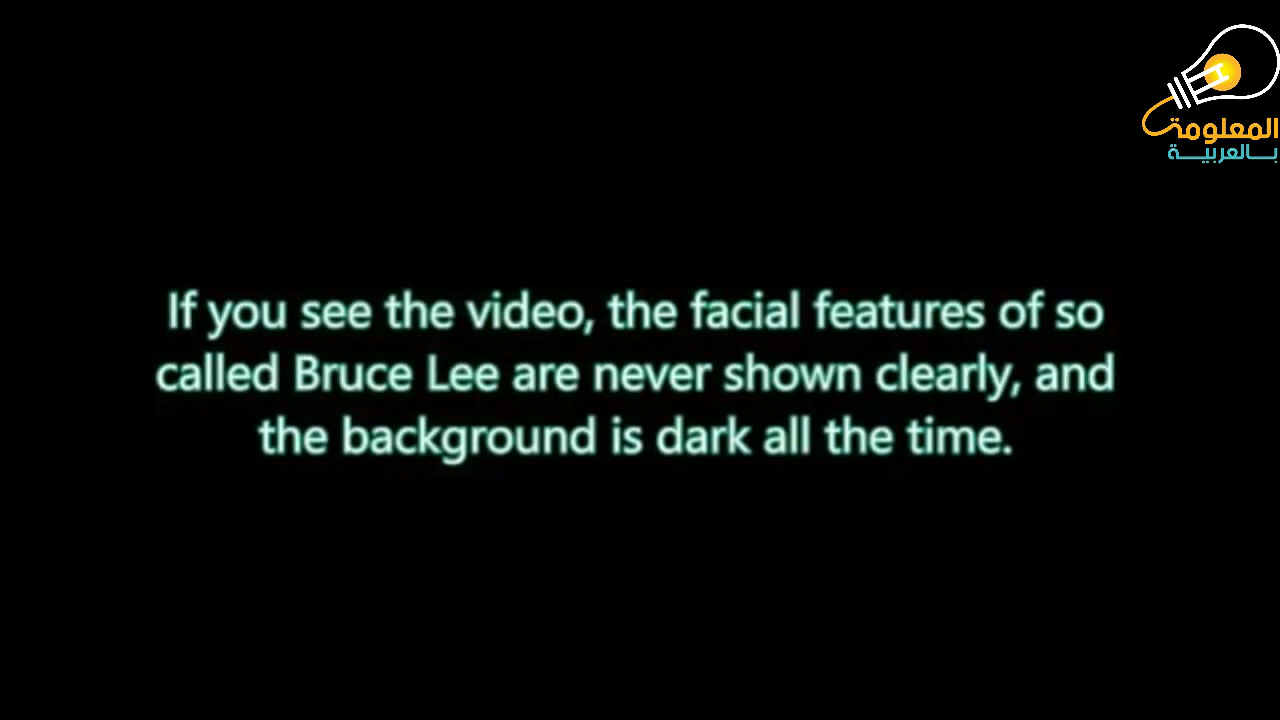 المعلومة
بالعربية
If you see the video, the facial features of so
called Bruce Lee are never shown clearly, and
the background is dark all the time.